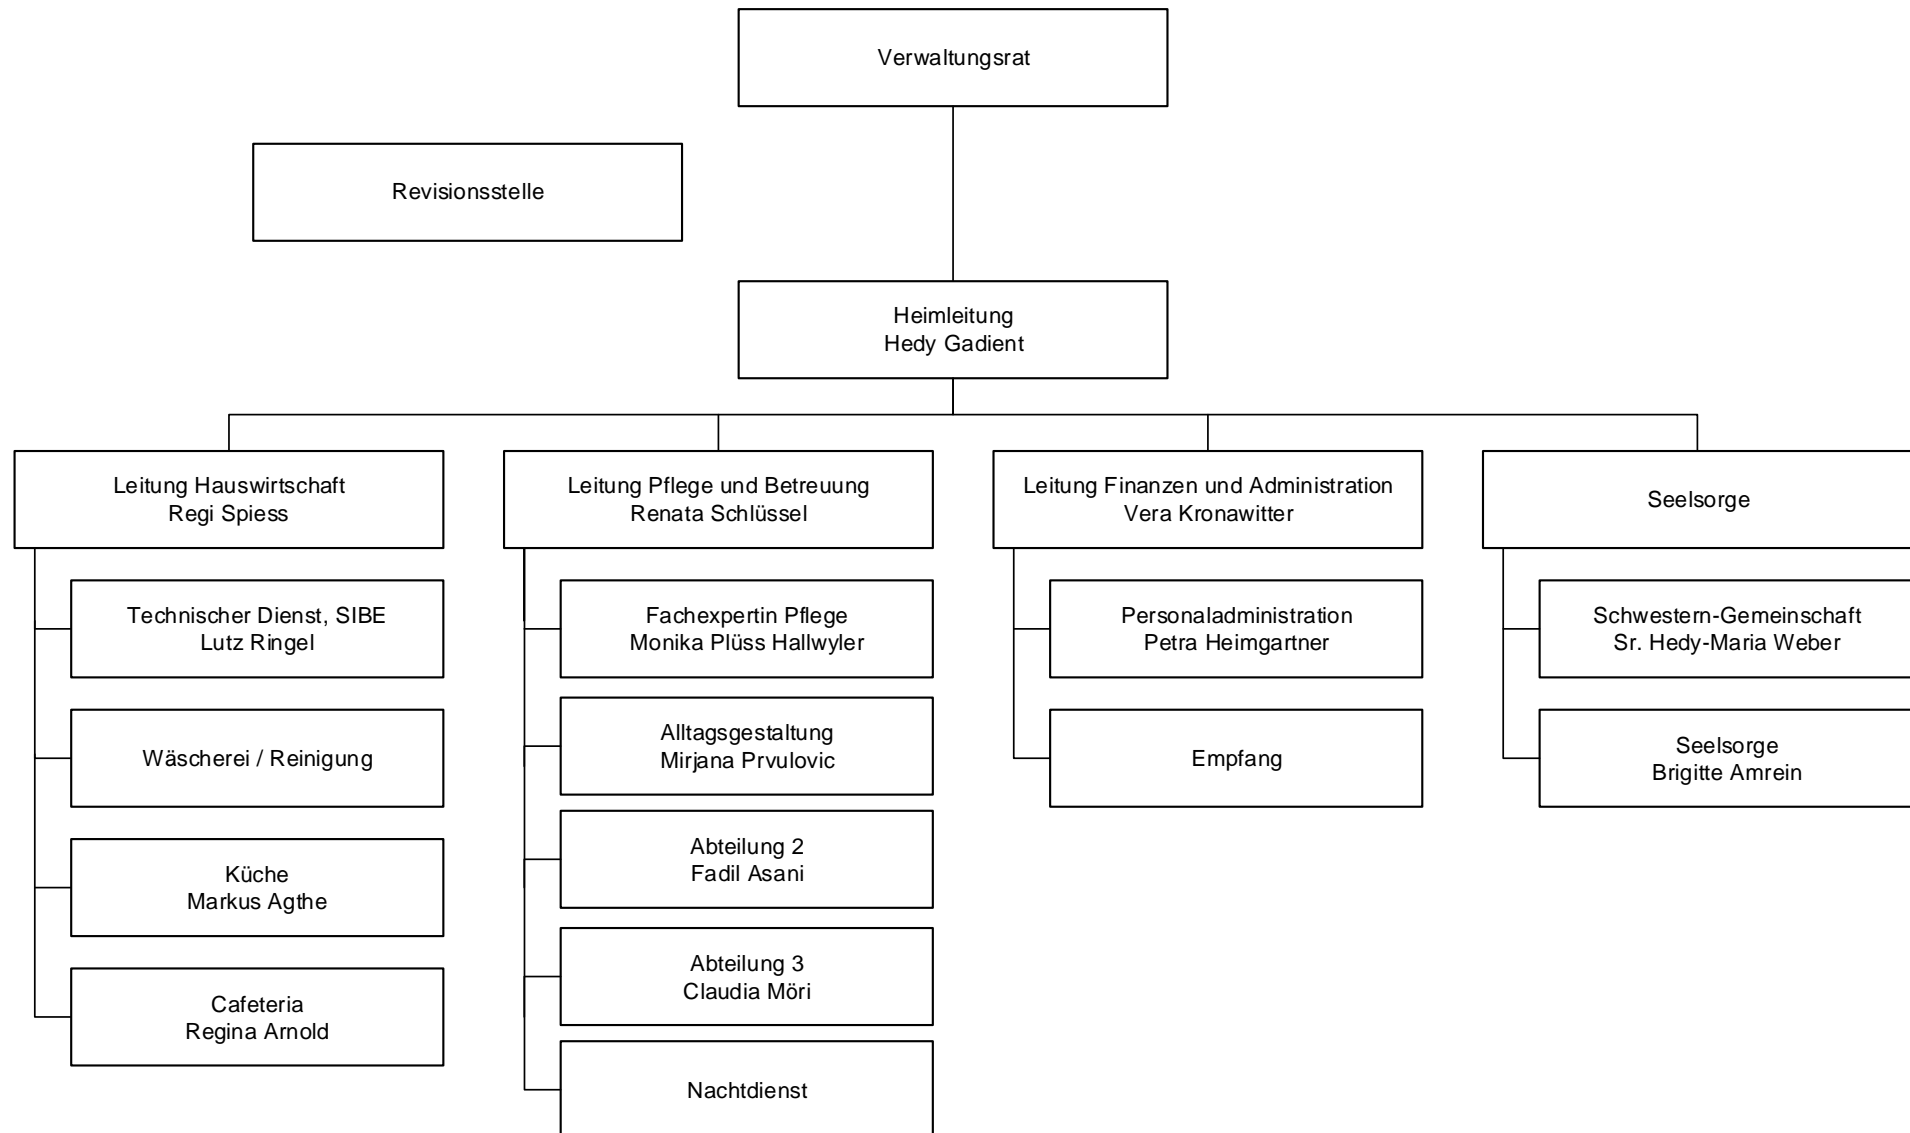 Verwaltungsrat
Revisionsstelle
Heimleitung
Hedy Gadient
Leitung Hauswirtschaft
Regi Spiess
Technischer Dienst, SIBE
Lutz Ringel
Wäscherei / Reinigung
Küche
Markus Agthe
Cafeteria
Regina Arnold
Leitung Pflege und Betreuung
Renata Schlüssel
Fachexpertin Pflege
Monika Plüss Hallwyler
Alltagsgestaltung
Mirjana Prvulovic
Abteilung 2
Fadil Asani
Abteilung 3
Claudia Möri
Nachtdienst
Leitung Finanzen und Administration
Vera Kronawitter
Personaladministration
Petra Heimgartner
Empfang
Seelsorge
Schwestern-Gemeinschaft
Sr. Hedy-Maria Weber
Seelsorge
Brigitte Amrein